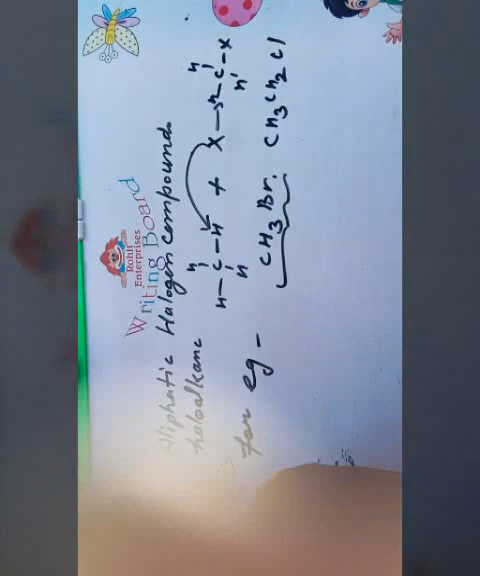 Rohit
Enterprises
Writing Board
Aliphatic Halogen compound.
haloalkane
H
H - C - H + X
H
H
C - X
H
for eg - CH3Br. CH3CH2Cl